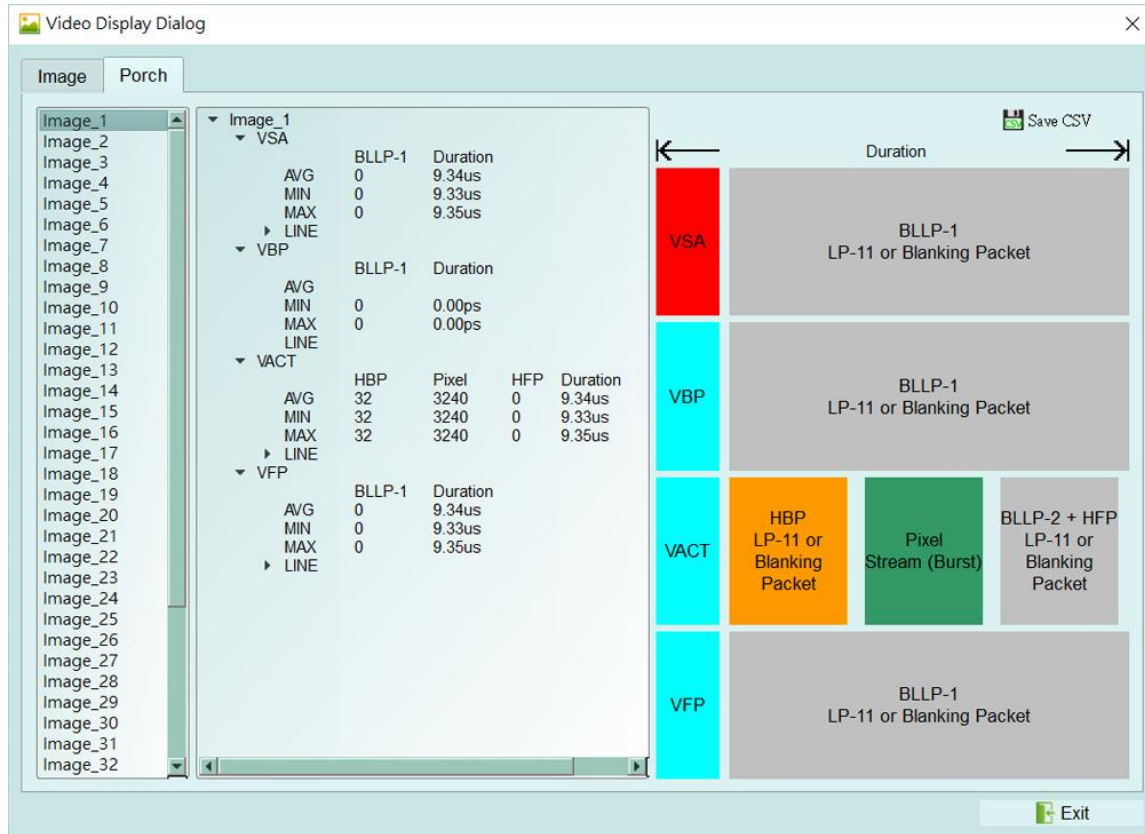 Video Display Dialog
Image Porch
Image_1
Image_2
Image_3
Image_4
Image_5
Image_6
Image_7
Image_8
Image_9
Image_10
Image_11
Image_12
Image_13
Image_14
Image_15
Image_16
Image_17
Image_18
Image_19
Image_20
Image_21
Image_22
Image_23
Image_24
Image_25
Image_26
Image_27
Image_28
Image_29
Image_30
Image_31
Image_32
Image_1
VSA
BLLP-1 Duration
AVG 0 9.34us
MIN 0 9.33us
MAX 0 9.35us
LINE
VBP
BLLP-1 Duration
AVG
MIN 0 0.00ps
MAX 0 0.00ps
LINE
VACT
HBP Pixel HFP Duration
AVG 32 3240 0 9.34us
MIN 32 3240 0 9.33us
MAX 32 3240 0 9.35us
LINE
VFP
BLLP-1 Duration
AVG 0 9.34us
MIN 0 9.33us
MAX 0 9.35us
LINE
CSV Save CSV
Duration
VSA
BLLP-1
LP-11 or Blanking Packet
VBP
BLLP-1
LP-11 or Blanking Packet
VACT
HBP
LP-11 or
Blanking
Packet
Pixel
Stream (Burst)
BLLP-2 + HFP
LP-11 or
Blanking
Packet
VFP
BLLP-1
LP-11 or Blanking Packet
Exit